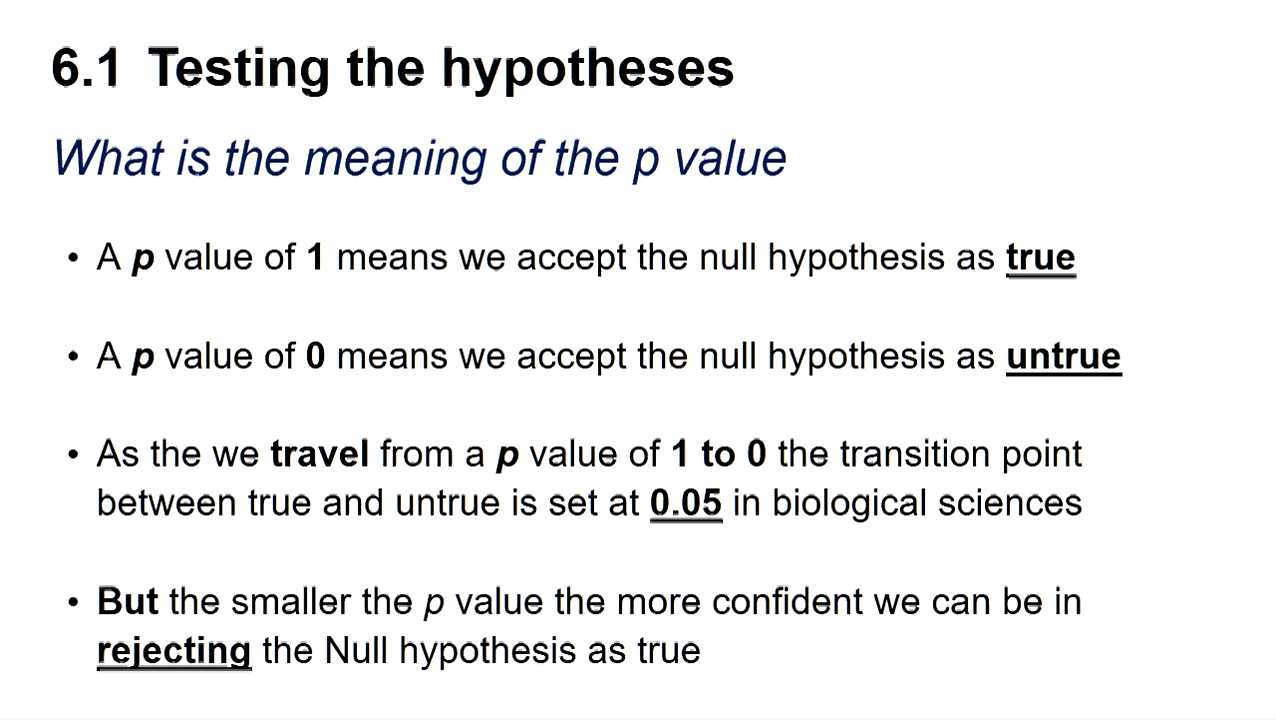 6.1 Testing the hypotheses
What is the meaning of the p value
• A p value of 1 means we accept the null hypothesis as true
• A p value of 0 means we accept the null hypothesis as untrue
• As the we travel from a p value of 1 to 0 the transition point
between true and untrue is set at 0.05 in biological sciences
• But the smaller the p value the more confident we can be in
rejecting the Null hypothesis as true